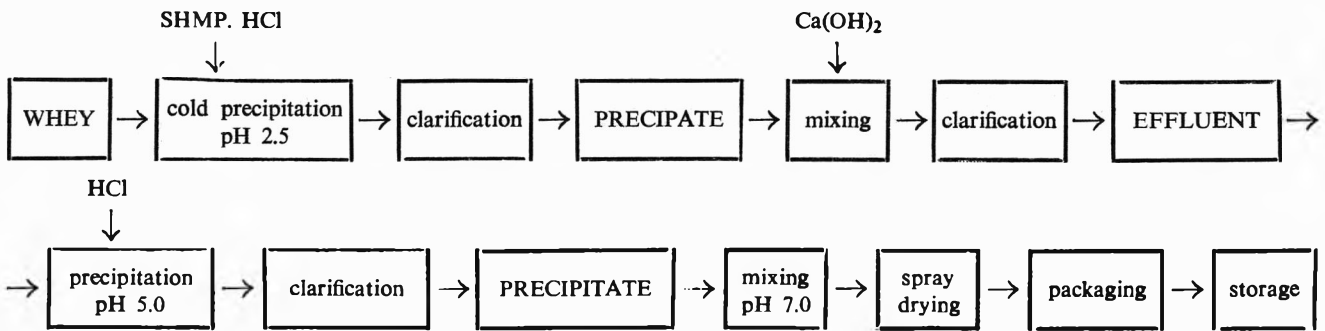 SHMP. HCl
Ca(OH)₂
WHEY
cold precipitation
pH 2.5
clarification
PRECIPATE
mixing
clarification
EFFLUENT
HCl
precipitation
pH 5.0
clarification
PRECIPITATE
mixing
pH 7.0
spray
drying
packaging
storage